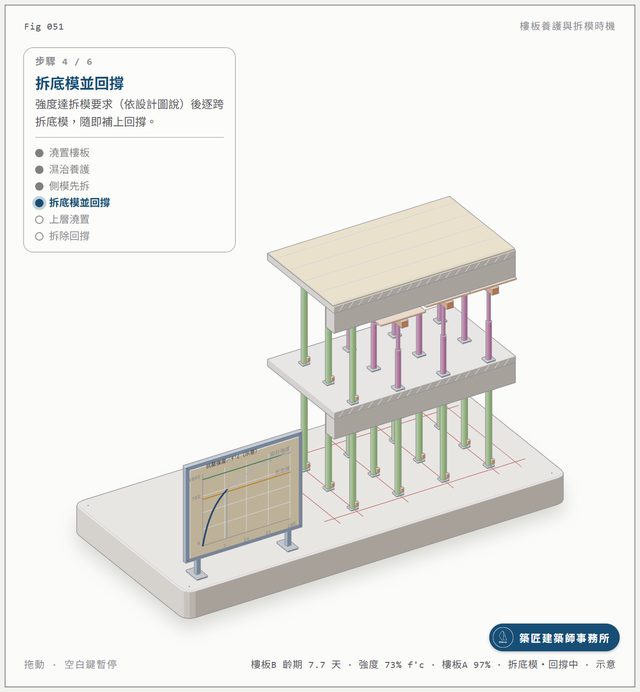 Fig 051
樓板養護與拆模時機
步驟 4 / 6
拆底模並回撐
強度達拆模要求（依設計圖說）後逐跨
拆底模，隨即補上回撐。
澆置樓板
濕治養護
側模先拆
拆底模並回撐
上層澆置
拆除回撐
築匠建築師事務所
拖動 · 空白鍵暫停
樓板B 齡期 7.7 天 · 強度 73% f'c · 樓板A 97% · 拆底模・回撐中 · 示意